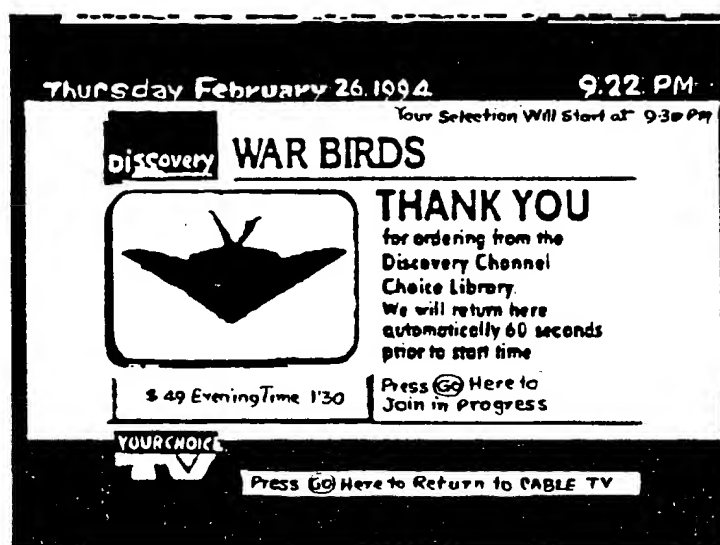 Thursday February 26.1994 9:22 PM
Your Selection Will Start at 9:30 PM
Discovery WAR BIRDS
THANK YOU
for ordering from the
Discovery Channel
Choice Library.
We will return here
automatically 60 seconds
prior to start time
$ 49 Evening Time 1'30
Press GO Here to
Join in Progress
YOUR CHOICE
TV
Press GO Here to Return to CABLE TV